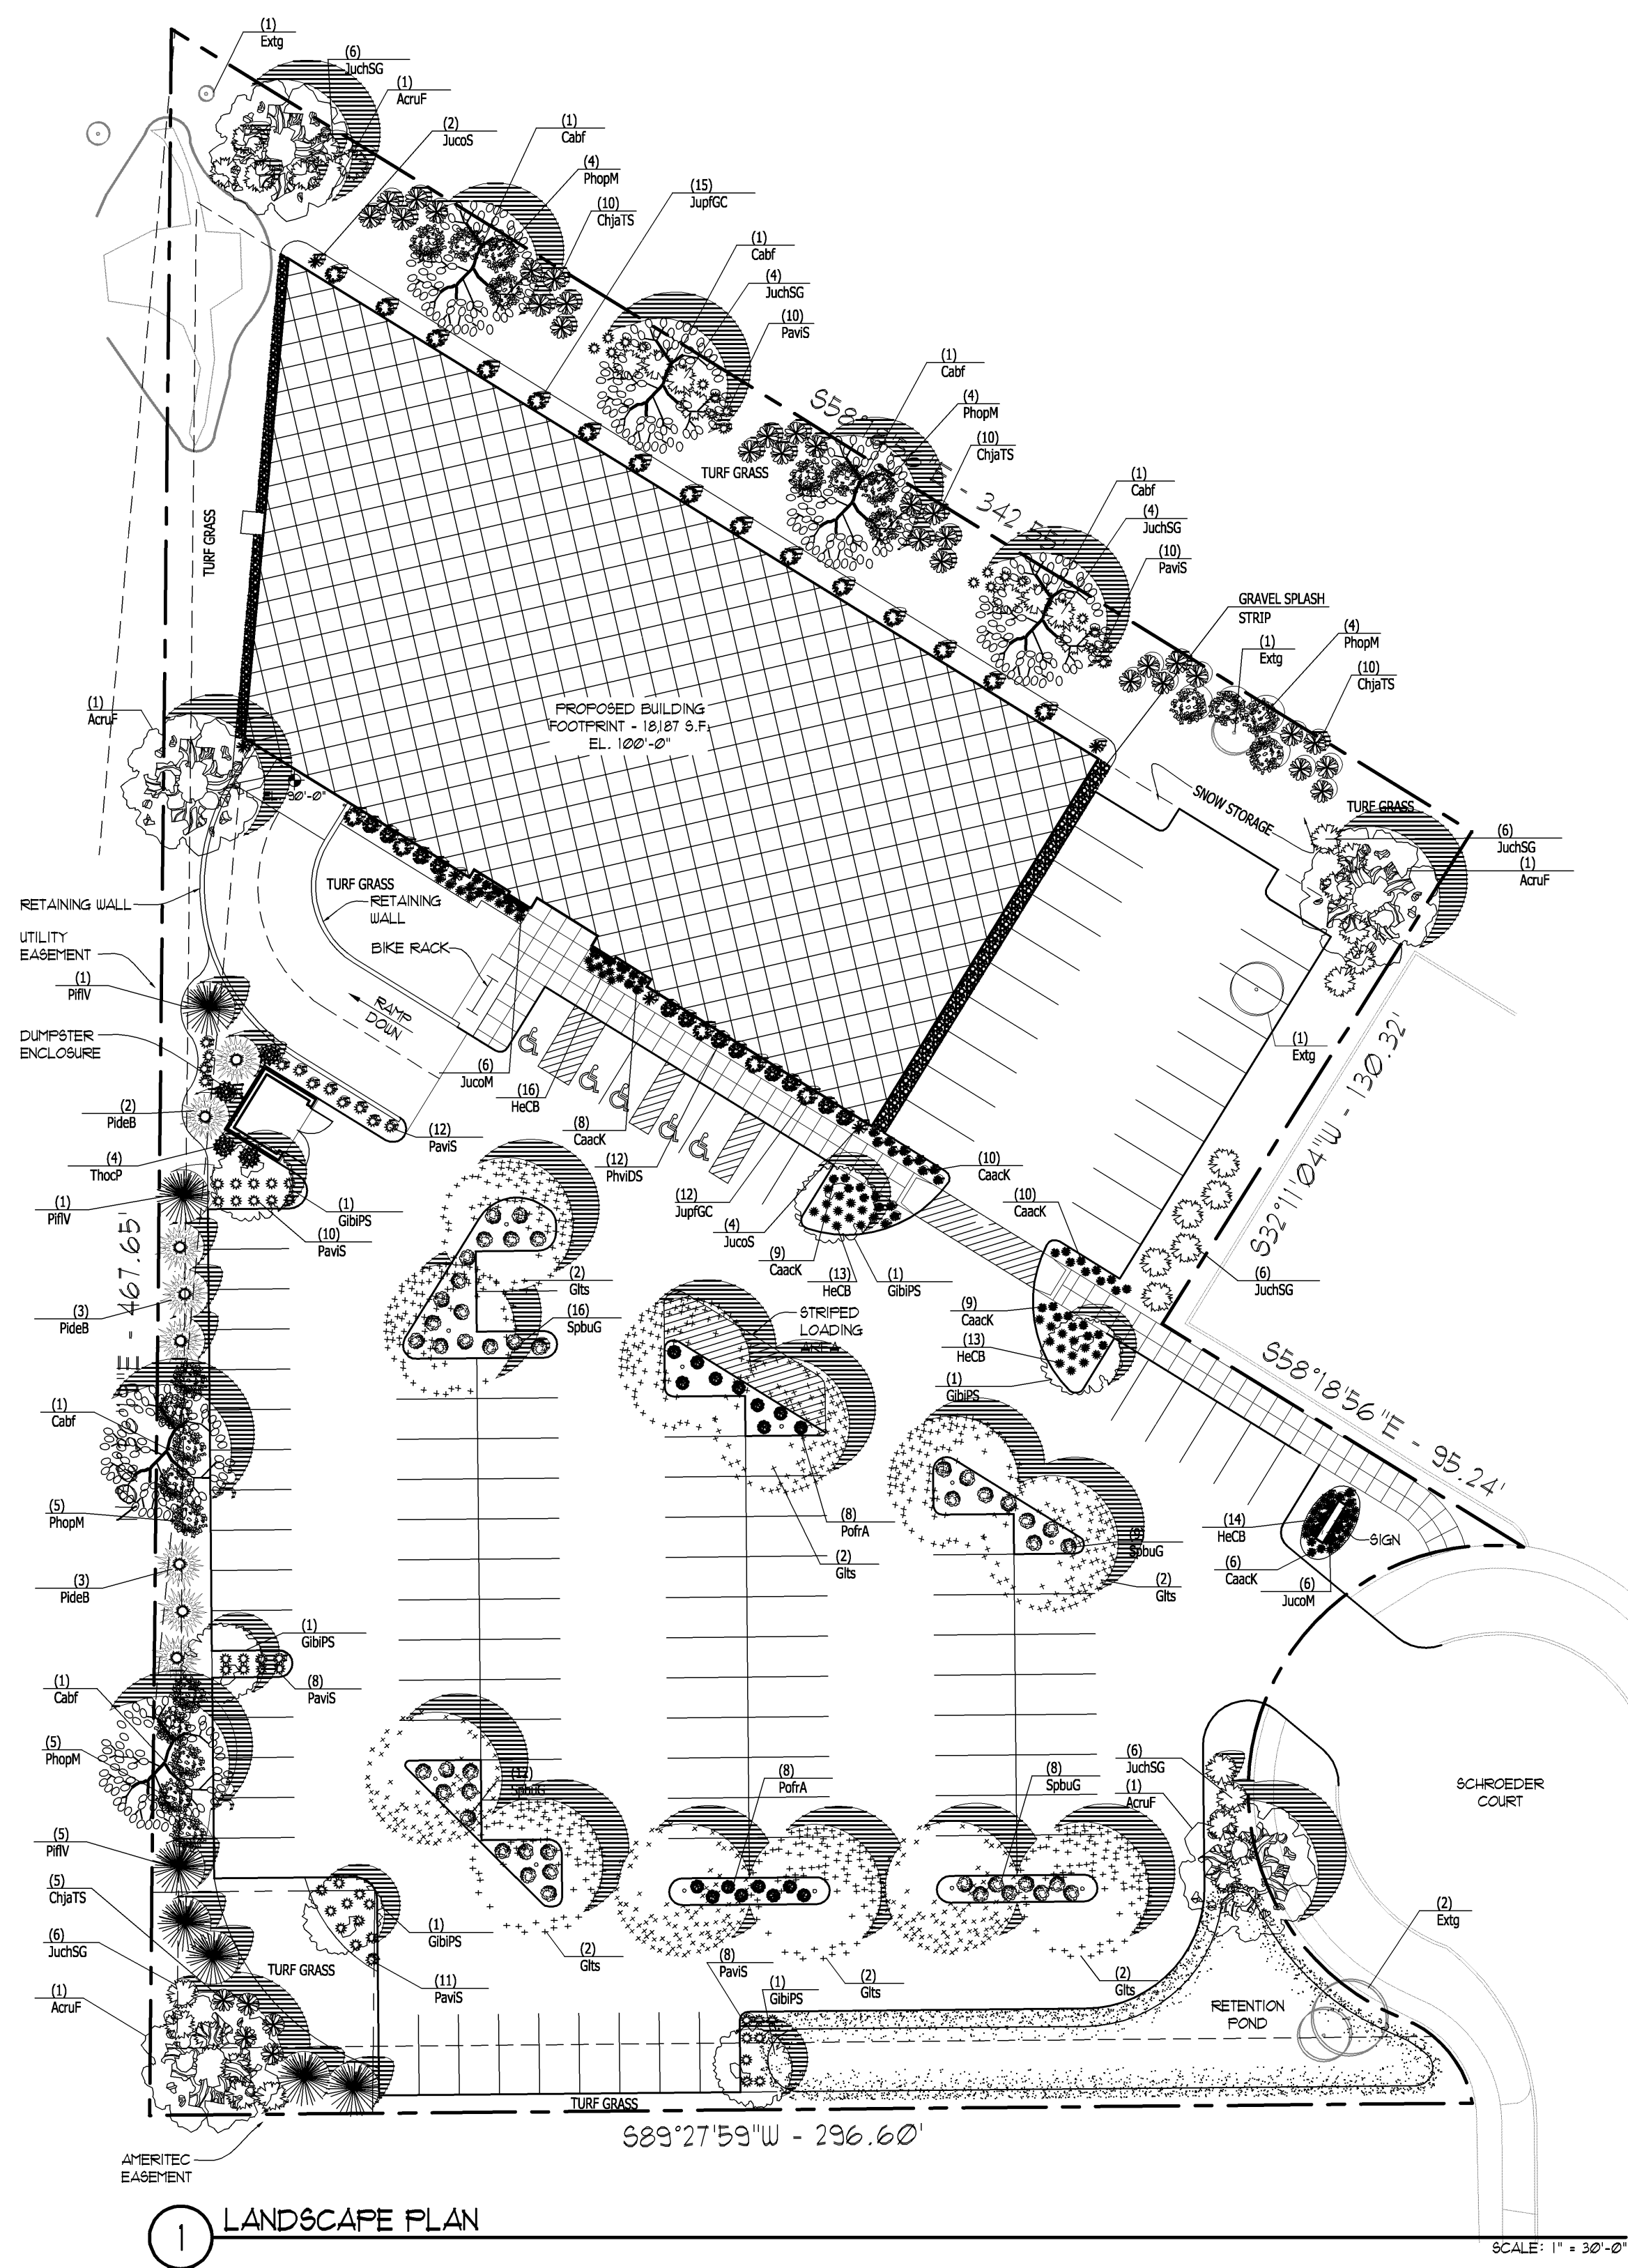 (1)
Extg
(6)
JuchSG
(1)
AcruF
(2)
JucoS
(1)
Cabf
(4)
PhopM
(15)
JupfGC
(10)
ChjaTS
(1)
Cabf
(4)
JuchSG
(10)
PaviS
(1)
Cabf
(4)
PhopM
(10)
ChjaTS
TURF GRASS
- 342.55'
(1)
Cabf
(4)
JuchSG
(10)
PaviS
TURF GRASS
GRAVEL SPLASH
STRIP
(1)
Extg
(4)
PhopM
(10)
ChjaTS
(1)
AcruF
PROPOSED BUILDING
FOOTPRINT - 18,187 S.F.
EL. 100'-0"
SNOW STORAGE
TURF GRASS
(6)
JuchSG
(1)
AcruF
TURF GRASS
RETAINING
WALL
RETAINING WALL
UTILITY
EASEMENT
BIKE RACK
(1)
PiflV
RAMP
DOWN
DUMPSTER
ENCLOSURE
(1)
Extg
S32°11'04"W - 130.32'
(6)
JucoM
(16)
HeCB
(2)
PideB
(12)
PaviS
(8)
CaacK
(4)
ThocP
(12)
PhviDS
(10)
CaacK
(1)
PiflV
(1)
GibiPS
(12)
JupfGC
(10)
CaacK
(10)
PaviS
(4)
JucoS
(9)
CaacK
(13)
HeCB
(1)
GibiPS
(2)
Glts
(6)
JuchSG
(3)
PideB
(16)
SpbuG
STRIPED
LOADING
AREA
(9)
CaacK
(13)
HeCB
(1)
GibiPS
"E - 467.65'
S58°18'56"E - 95.24'
(1)
Cabf
(5)
PhopM
(8)
PofrA
(2)
Glts
(9)
SpbuG
(2)
Glts
(14)
HeCB
SIGN
(6)
CaacK
(6)
JucoM
(3)
PideB
(1)
GibiPS
(8)
PaviS
(1)
Cabf
(5)
PhopM
SpbuG
(8)
PofrA
(8)
SpbuG
(6)
JuchSG
(1)
AcruF
SCHROEDER
COURT
(5)
PiflV
(5)
ChjaTS
(6)
JuchSG
(1)
AcruF
(1)
GibiPS
TURF GRASS
(11)
PaviS
(2)
Glts
(8)
PaviS
(1)
GibiPS
(2)
Glts
(2)
Glts
(2)
Extg
RETENTION
POND
TURF GRASS
S89°27'59"W - 296.60'
AMERITEC
EASEMENT
1
LANDSCAPE PLAN
SCALE: 1" = 30'-0"